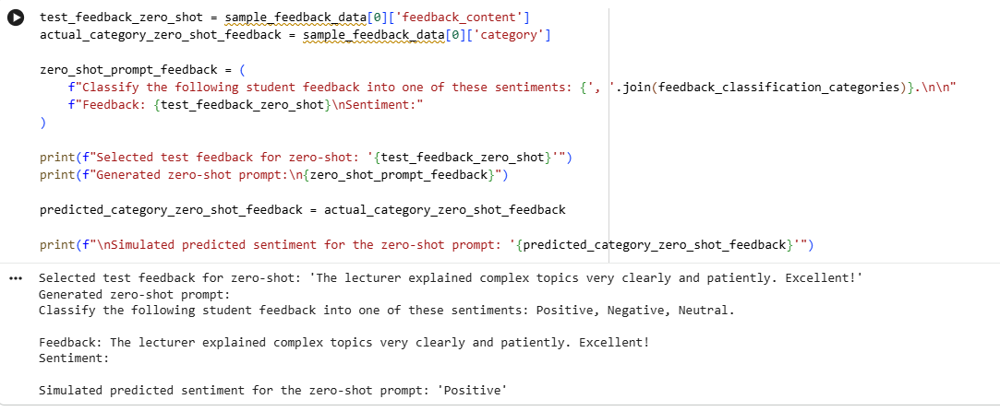 test_feedback_zero_shot = sample_feedback_data[0]['feedback_content']
actual_category_zero_shot_feedback = sample_feedback_data[0]['category']
zero_shot_prompt_feedback = (
f"Classify the following student feedback into one of these sentiments: {', '.join(feedback_classification_categories)}.\n\n"
f"Feedback: {test_feedback_zero_shot}\nSentiment:"
)
print(f"Selected test feedback for zero-shot: '{test_feedback_zero_shot}'")
print(f"Generated zero-shot prompt:\n{zero_shot_prompt_feedback}")
predicted_category_zero_shot_feedback = actual_category_zero_shot_feedback
print(f"\nSimulated predicted sentiment for the zero-shot prompt: '{predicted_category_zero_shot_feedback}'")
Selected test feedback for zero-shot: 'The lecturer explained complex topics very clearly and patiently. Excellent!'
Generated zero-shot prompt:
Classify the following student feedback into one of these sentiments: Positive, Negative, Neutral.
Feedback: The lecturer explained complex topics very clearly and patiently. Excellent!
Sentiment:
Simulated predicted sentiment for the zero-shot prompt: 'Positive'